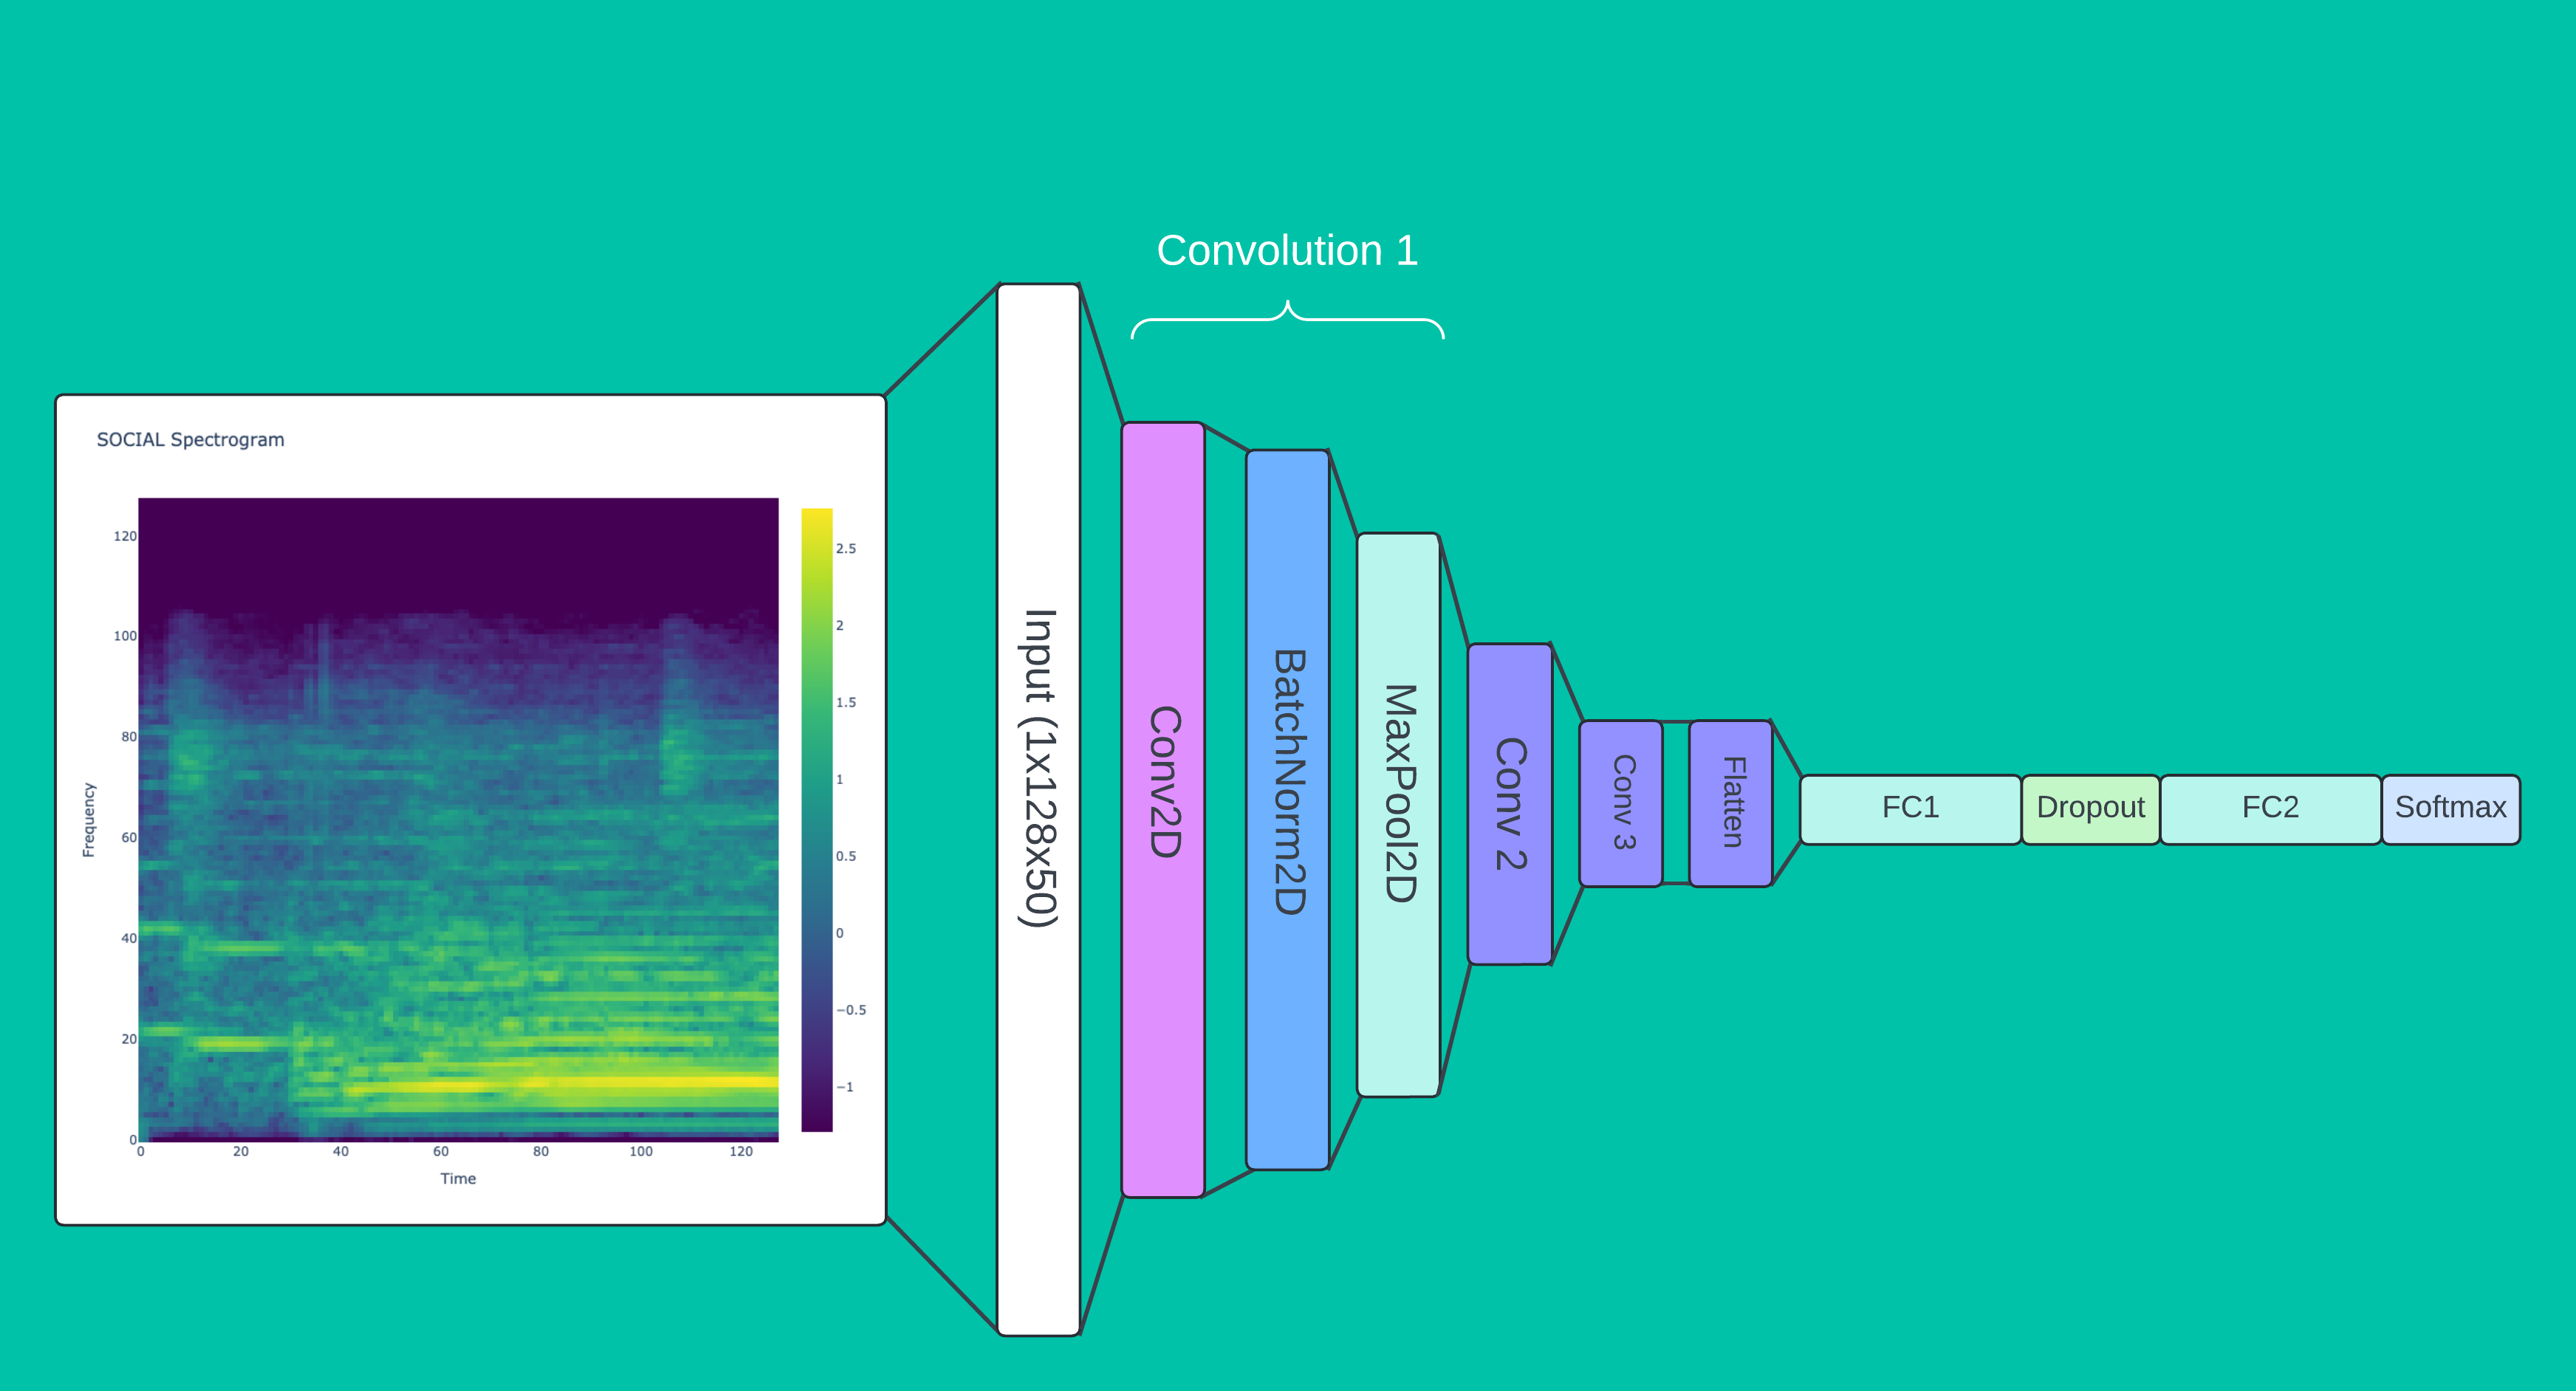 Convolution 1
SOCIAL Spectrogram
120
100
80
60
40
20
0
Frequency
0
20
40
60
80
100
120
Time
2.5
2
1.5
1
0.5
0
−0.5
−1
Input (1x128x50)
Conv2D
BatchNorm2D
MaxPool2D
Conv 2
Conv 3
Flatten
FC1
Dropout
FC2
Softmax